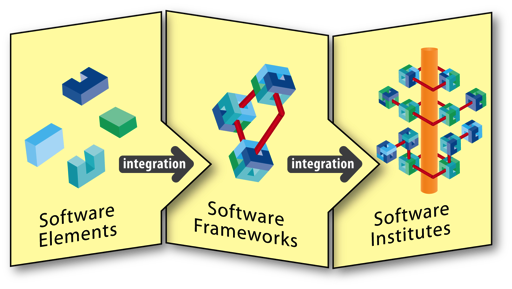 integration
integration
Software
Elements
Software
Frameworks
Software
Institutes